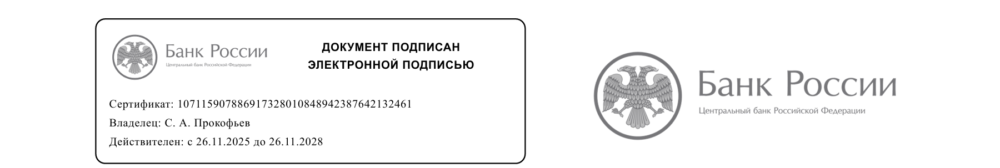 Банк России
Центральный банк Российской Федерации
ДОКУМЕНТ ПОДПИСАН
ЭЛЕКТРОННОЙ ПОДПИСЬЮ
Сертификат: 107115907886917328010848942387642132461
Владелец: С. А. Прокофьев
Действителен: с 26.11.2025 до 26.11.2028
Банк России
Центральный банк Российской Федерации